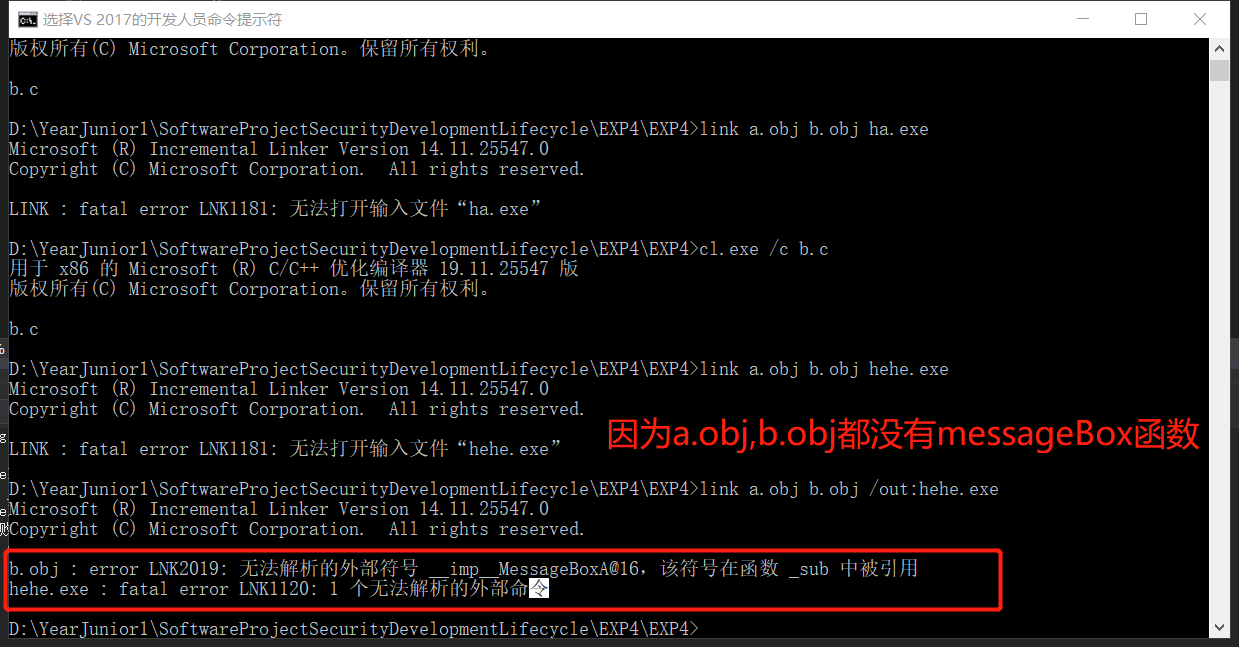 选择VS 2017的开发人员命令提示符
版权所有(C) Microsoft Corporation。保留所有权利。
b.c
D:\YearJunior1\SoftwareProjectSecurityDevelopmentLifecycle\EXP4\EXP4>link a.obj b.obj ha.exe
Microsoft (R) Incremental Linker Version 14.11.25547.0
Copyright (C) Microsoft Corporation.  All rights reserved.
LINK : fatal error LNK1181: 无法打开输入文件“ha.exe”
D:\YearJunior1\SoftwareProjectSecurityDevelopmentLifecycle\EXP4\EXP4>cl.exe /c b.c
用于 x86 的 Microsoft (R) C/C++ 优化编译器 19.11.25547 版
版权所有(C) Microsoft Corporation。保留所有权利。
b.c
D:\YearJunior1\SoftwareProjectSecurityDevelopmentLifecycle\EXP4\EXP4>link a.obj b.obj hehe.exe
Microsoft (R) Incremental Linker Version 14.11.25547.0
Copyright (C) Microsoft Corporation.  All rights reserved.
因为a.obj,b.obj都没有messageBox函数
LINK : fatal error LNK1181: 无法打开输入文件“hehe.exe”
D:\YearJunior1\SoftwareProjectSecurityDevelopmentLifecycle\EXP4\EXP4>link a.obj b.obj /out:hehe.exe
Microsoft (R) Incremental Linker Version 14.11.25547.0
Copyright (C) Microsoft Corporation.  All rights reserved.
b.obj : error LNK2019: 无法解析的外部符号 __imp__MessageBoxA@16，该符号在函数 _sub 中被引用
hehe.exe : fatal error LNK1120: 1 个无法解析的外部命令
D:\YearJunior1\SoftwareProjectSecurityDevelopmentLifecycle\EXP4\EXP4>